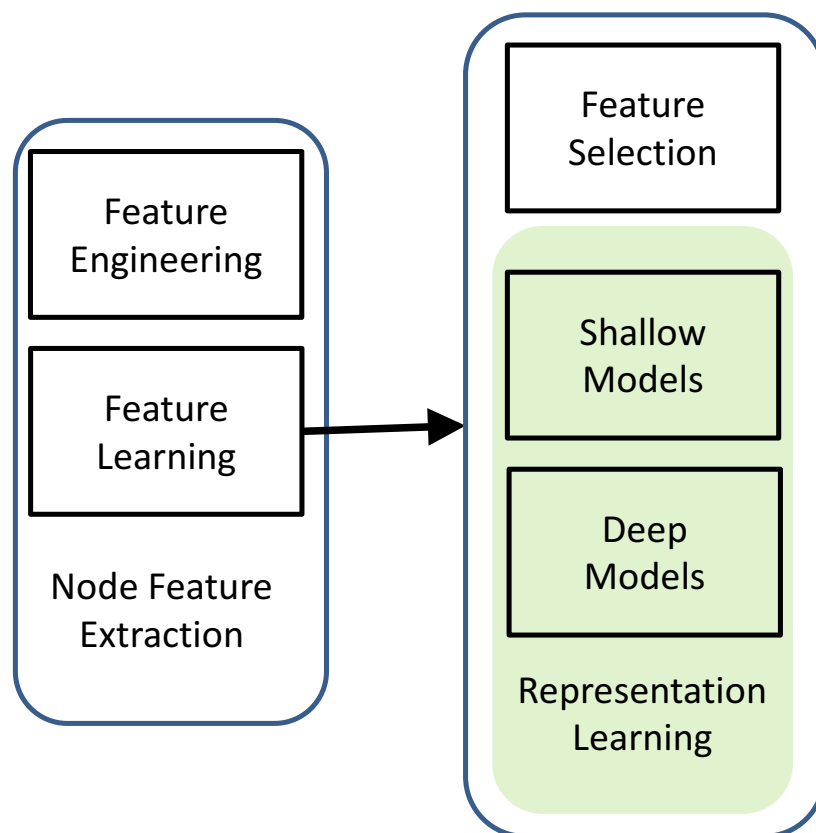 Feature
Engineering
Feature
Learning
Node Feature
Extraction
Feature
Selection
Shallow
Models
Deep
Models
Representation
Learning